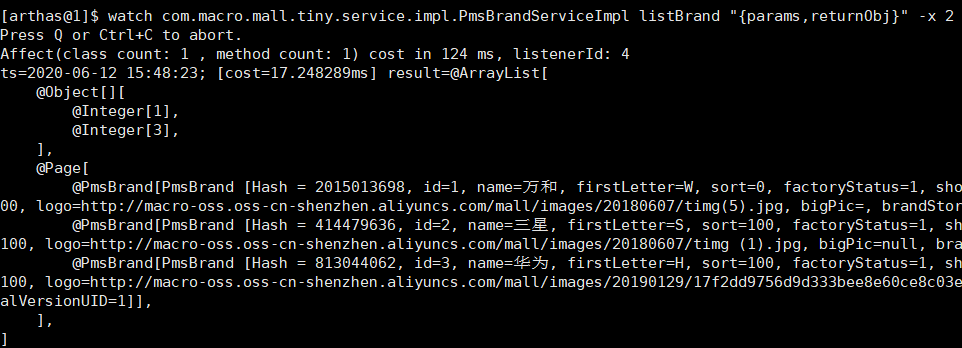 [arthas@1]$ watch com.macro.mall.tiny.service.impl.PmsBrandServiceImpl listBrand "{params,returnObj}" -x 2
Press Q or Ctrl+C to abort.
Affect(class count: 1 , method count: 1) cost in 124 ms, listenerId: 4
ts=2020-06-12 15:48:23; [cost=17.248289ms] result=@ArrayList[
    @Object[][
        @Integer[1],
        @Integer[3],
    ],
    @Page[
        @PmsBrand[PmsBrand [Hash = 2015013698, id=1, name=万和, firstLetter=W, sort=0, factoryStatus=1, sho
00, logo=http://macro-oss.oss-cn-shenzhen.aliyuncs.com/mall/images/20180607/timg(5).jpg, bigPic=, brandStor
        @PmsBrand[PmsBrand [Hash = 414479636, id=2, name=三星, firstLetter=S, sort=100, factoryStatus=1, sh
100, logo=http://macro-oss.oss-cn-shenzhen.aliyuncs.com/mall/images/20180607/timg (1).jpg, bigPic=null, bra
        @PmsBrand[PmsBrand [Hash = 813044062, id=3, name=华为, firstLetter=H, sort=100, factoryStatus=1, sh
100, logo=http://macro-oss.oss-cn-shenzhen.aliyuncs.com/mall/images/20190129/17f2dd9756d9d333bee8e60ce8c03e
alVersionUID=1]],
    ],
]